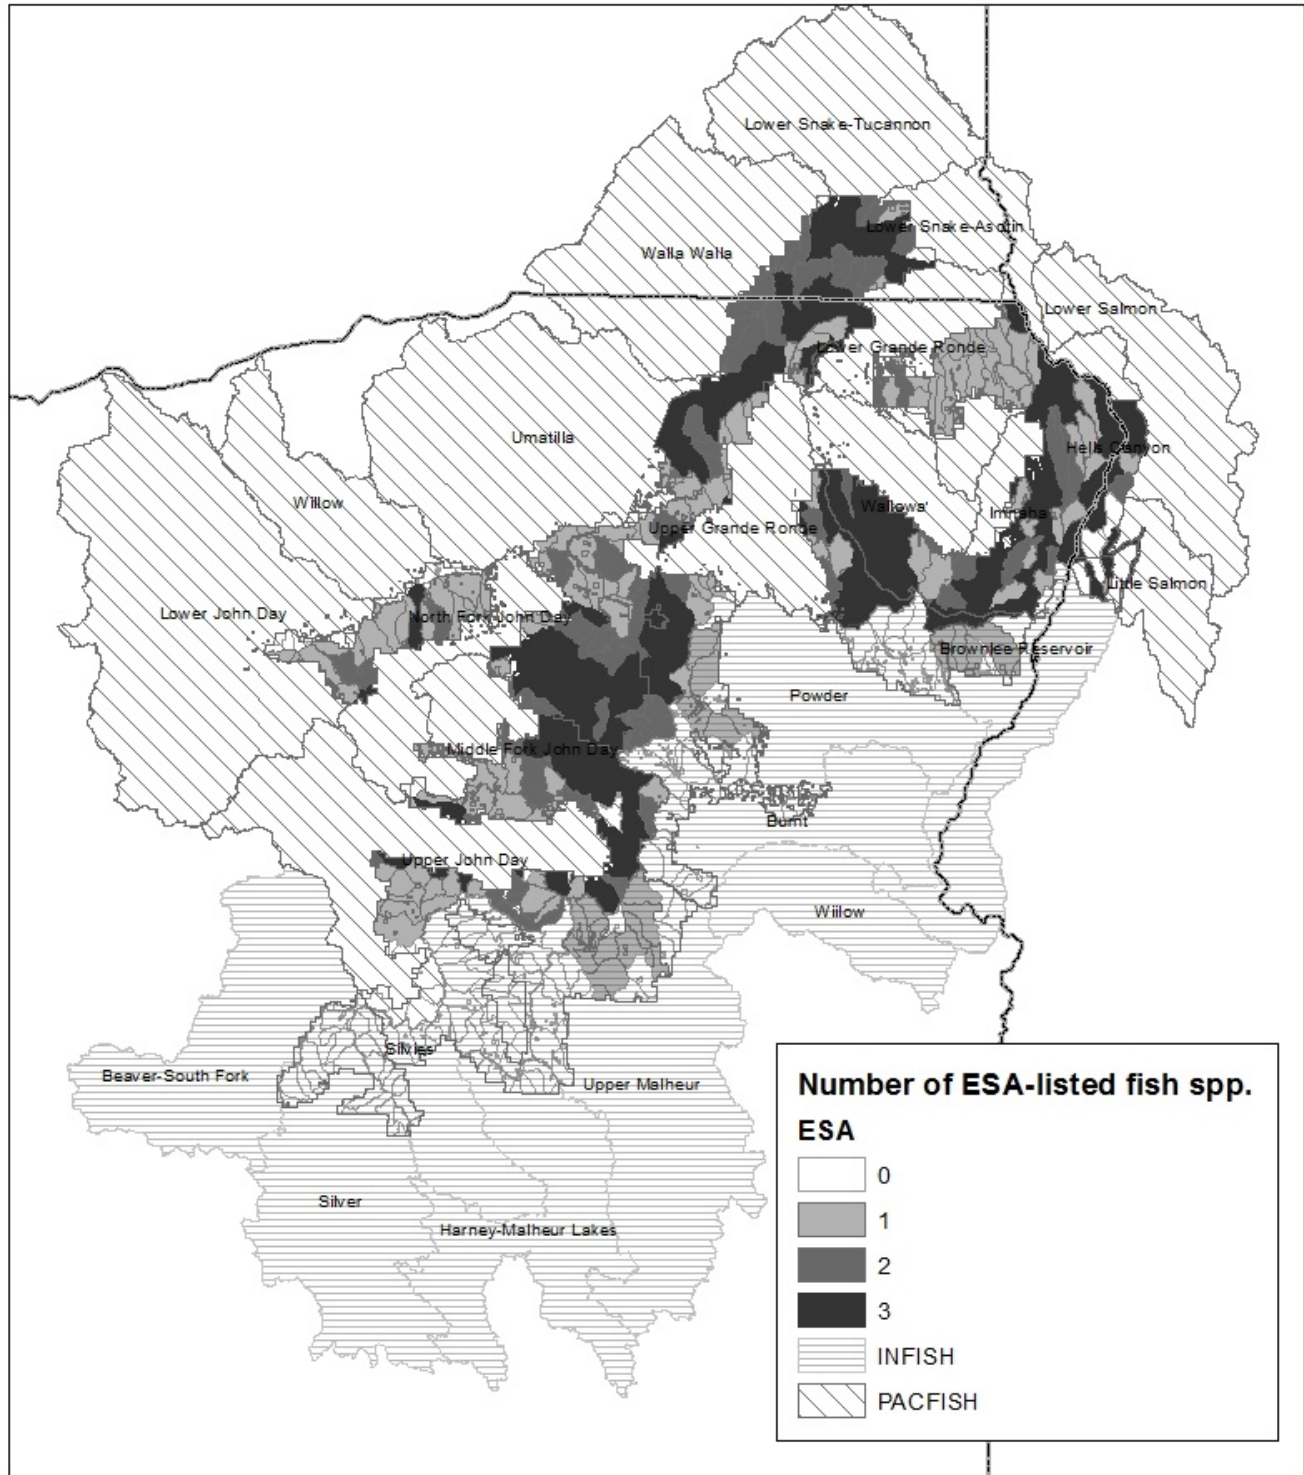 Lower Snake-Tucannon
Lower Snake-Asotin
Walla Walla
Lower Salmon
Lower Grande Ronde
Umatilla
Hells Canyon
Willow
Wallowa'
Imnaha
Upper Grande Ronde
Little Salmon
Lower John Day
North Fork John Day
Brownlee Reservoir
Powder
Middle Fork John Day
Burnt
Upper John Day
Willow
Silvies
Beaver-South Fork
Upper Malheur
Silver
Harney-Malheur Lakes
Number of ESA-listed fish spp.
ESA
0
1
2
3
INFISH
PACFISH